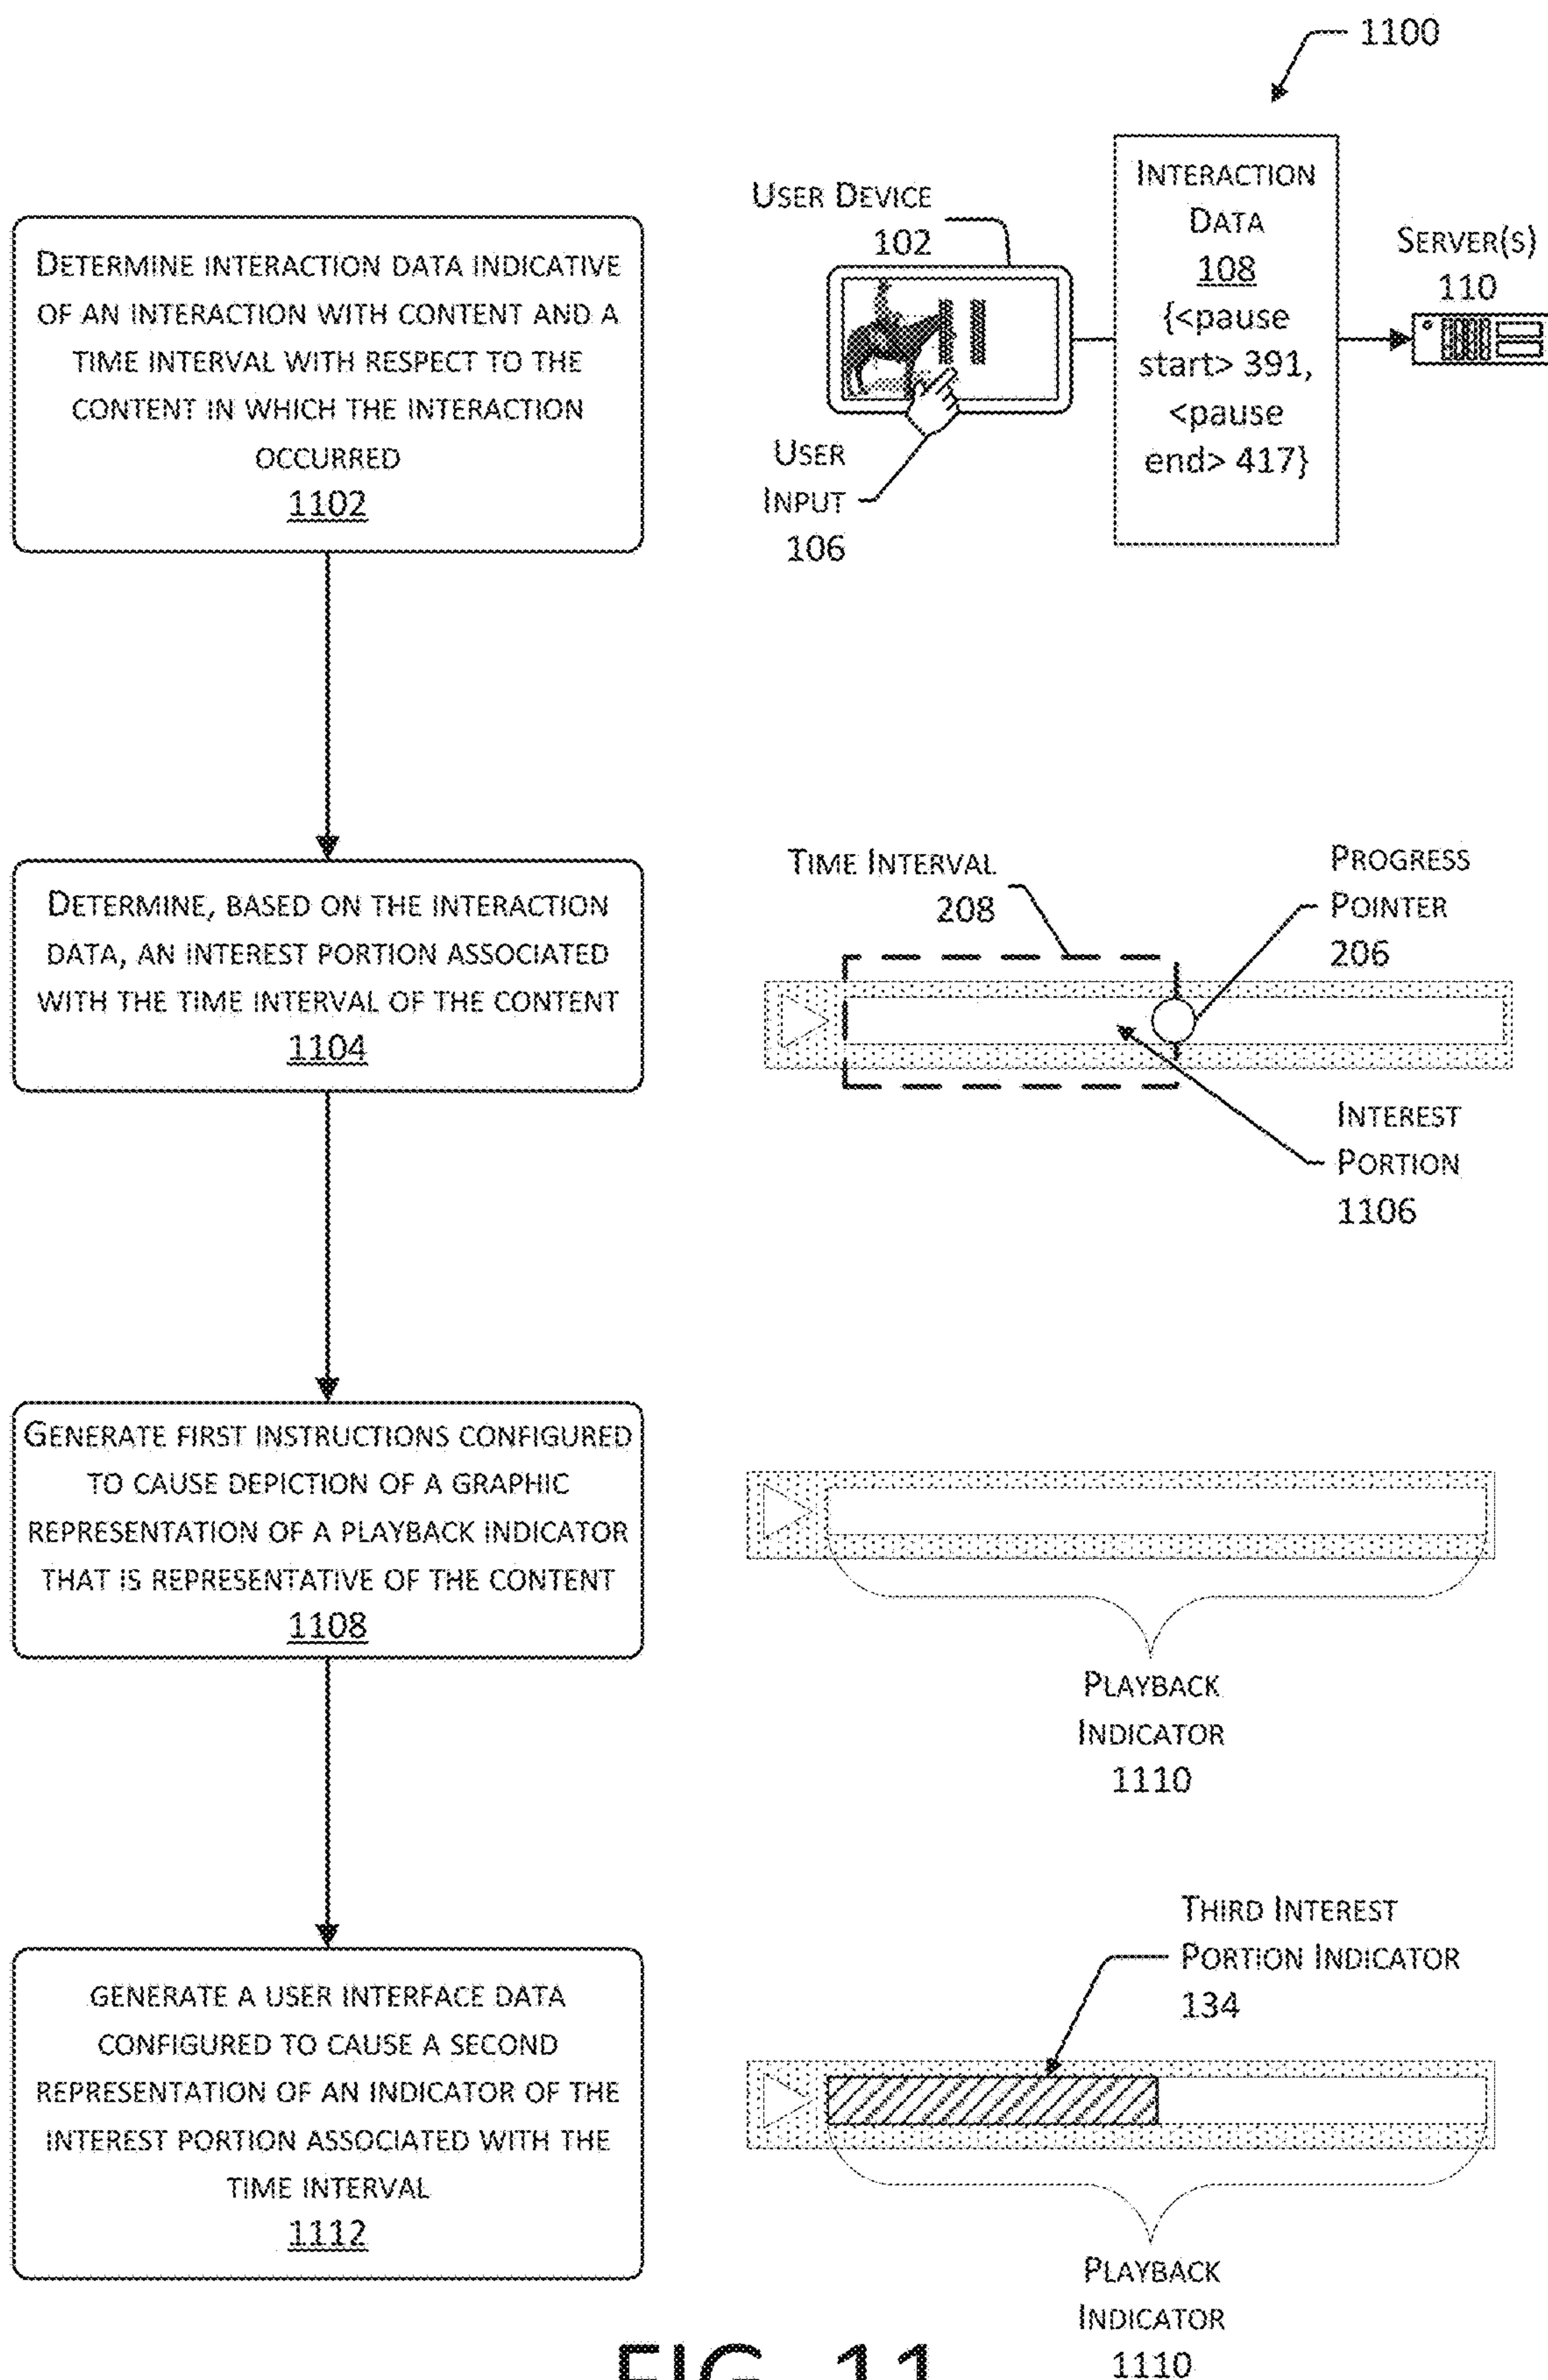 1100
DETERMINE INTERACTION DATA INDICATIVE
OF AN INTERACTION WITH CONTENT AND A
TIME INTERVAL WITH RESPECT TO THE
CONTENT IN WHICH THE INTERACTION
OCCURRED
1102
USER DEVICE
102
USER
INPUT
106
INTERACTION
DATA
108
{<pause
start> 391,
<pause
end> 417}
SERVER(S)
110
DETERMINE, BASED ON THE INTERACTION
DATA, AN INTEREST PORTION ASSOCIATED
WITH THE TIME INTERVAL OF THE CONTENT
1104
TIME INTERVAL
208
PROGRESS
POINTER
206
INTEREST
PORTION
1106
GENERATE FIRST INSTRUCTIONS CONFIGURED
TO CAUSE DEPICTION OF A GRAPHIC
REPRESENTATION OF A PLAYBACK INDICATOR
THAT IS REPRESENTATIVE OF THE CONTENT
1108
PLAYBACK
INDICATOR
1110
GENERATE A USER INTERFACE DATA
CONFIGURED TO CAUSE A SECOND
REPRESENTATION OF AN INDICATOR OF THE
INTEREST PORTION ASSOCIATED WITH THE
TIME INTERVAL
1112
THIRD INTEREST
PORTION INDICATOR
134
PLAYBACK
INDICATOR
1110
FIG. 11